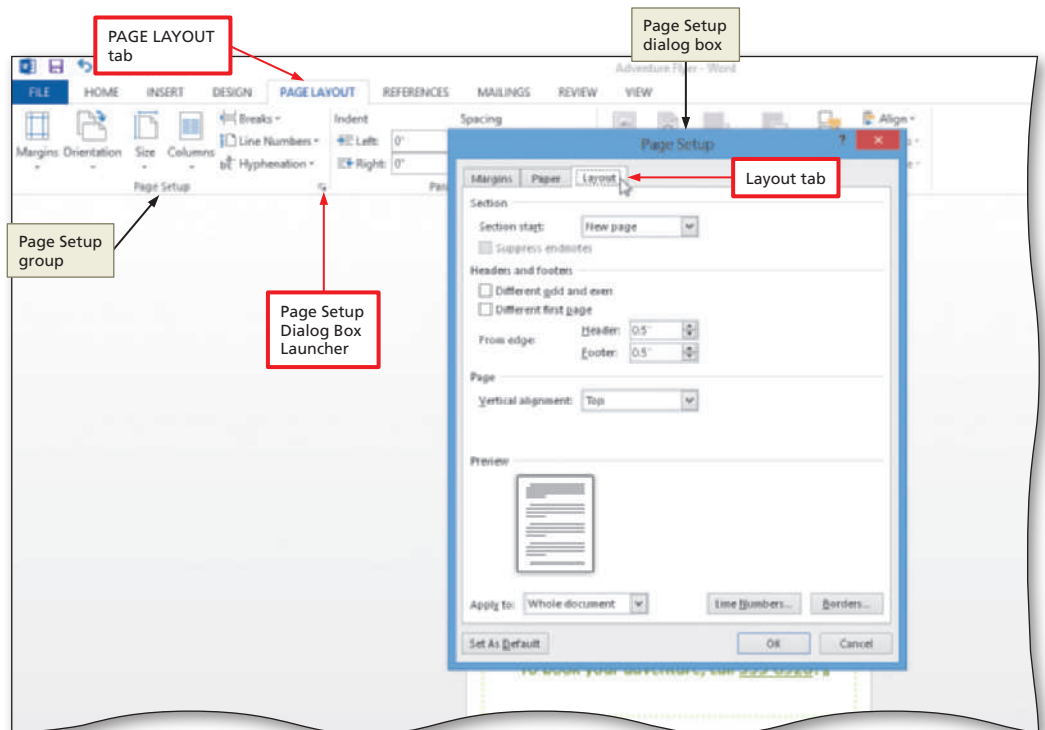 PAGE LAYOUT
tab
Page Setup
dialog box
Adventure Flyer - Word
FILE HOME INSERT DESIGN PAGE LAYOUT REFERENCES MAILINGS REVIEW VIEW
Breaks Indent Spacing Align
Line Numbers Left: 0"
Margins Orientation Size Columns
Hyphenation Right: 0"
Page Setup
Page Setup
group
Page Setup
Dialog Box
Launcher
Page Setup ?
Margins Paper Layout
Layout tab
Section
Section start: New page
Suppress endnotes
Headers and footers
Different odd and even
Different first page
From edge: Header: 0.5"
Footer: 0.5"
Page
Vertical alignment: Top
Preview
Apply to: Whole document Line Numbers... Borders...
Set As Default OK Cancel
To book your adventure, call 555-0920!